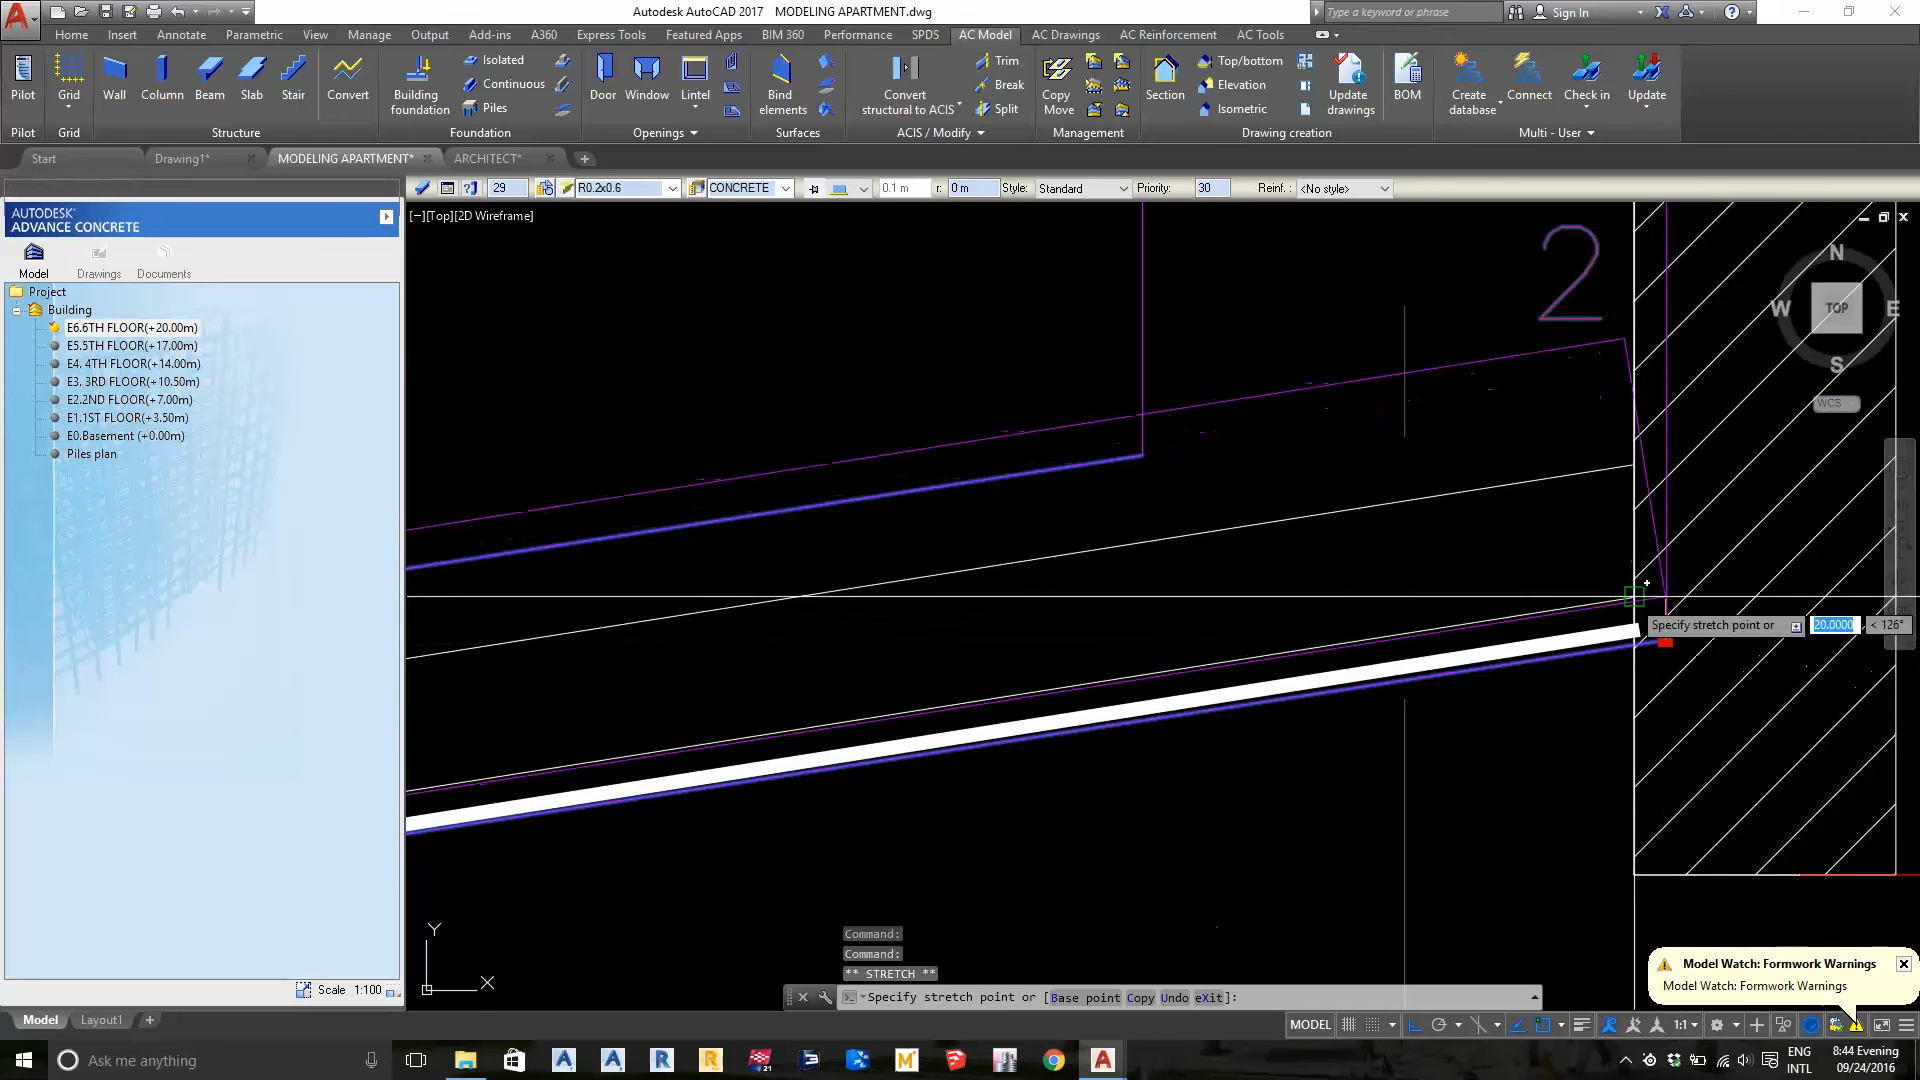 Autodesk AutoCAD 2017 MODELING APARTMENT.dwg
Type a keyword or phrase
Sign In
Home Insert Annotate Parametric View Manage Output Add-ins A360 Express Tools Featured Apps BIM 360 Performance SPDS AC Model AC Drawings AC Reinforcement AC Tools
Pilot
Grid
Wall
Column
Beam
Slab
Stair
Convert
Building foundation
Isolated
Continuous
Piles
Door
Window
Lintel
Bind elements
Convert structural to ACIS
Trim
Break
Split
Copy Move
Section
Top/bottom
Elevation
Isometric
Update drawings
BOM
Create database
Connect
Check in
Update
Pilot Grid Structure Foundation Openings Surfaces ACIS / Modify Management Drawing creation Multi - User
Start Drawing1* MODELING APARTMENT* ARCHITECT*
29 R0.2x0.6 CONCRETE 0.1 m r: 0 m Style: Standard Priority: 30 Reinf.: <No style>
AUTODESK®
ADVANCE CONCRETE
Model Drawings Documents
Project
Building
E6.6TH FLOOR(+20.00m)
E5.5TH FLOOR(+17.00m)
E4. 4TH FLOOR(+14.00m)
E3. 3RD FLOOR(+10.50m)
E2.2ND FLOOR(+7.00m)
E1.1ST FLOOR(+3.50m)
E0.Basement (+0.00m)
Piles plan
Scale 1:100
[−][Top][2D Wireframe]
2
N
W TOP E
S
WCS
Specify stretch point or 20.0000 < 126°
Y
X
Command:
Command:
** STRETCH **
Specify stretch point or [Base point Copy Undo eXit]:
Model Watch: Formwork Warnings
Model Watch: Formwork Warnings
Model Layout1
MODEL 1:1
Ask me anything
21
ENG
INTL
8:44 Evening
09/24/2016